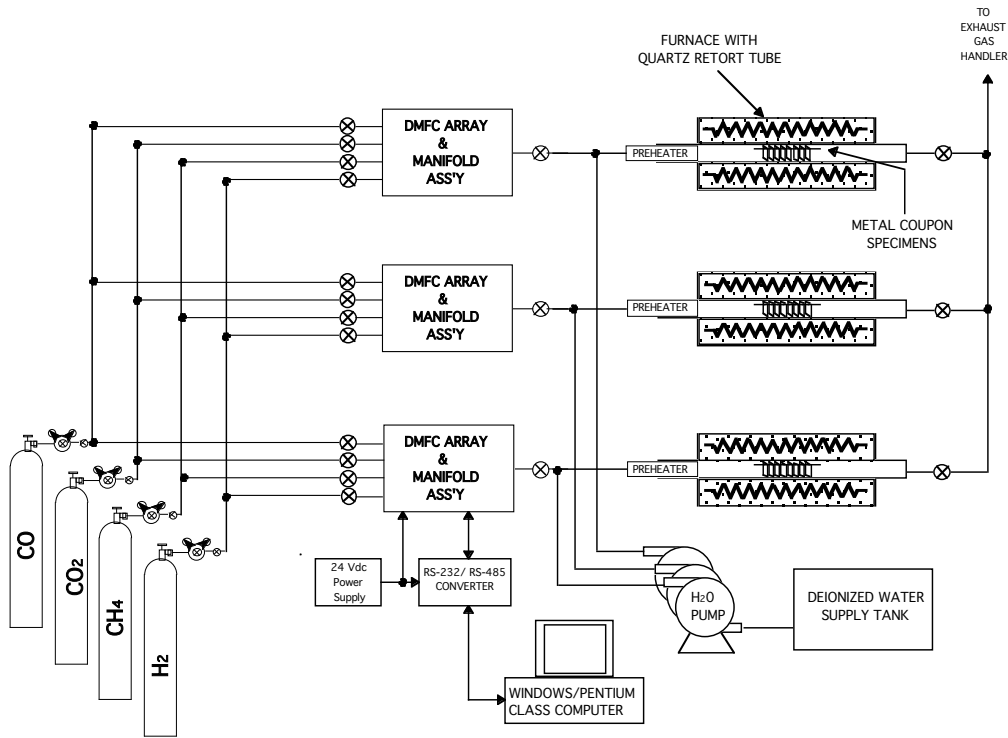 TO
EXHAUST
GAS
HANDLER
FURNACE WITH
QUARTZ RETORT TUBE
DMFC ARRAY
&
MANIFOLD
ASS'Y
PREHEATER
METAL COUPON
SPECIMENS
DMFC ARRAY
&
MANIFOLD
ASS'Y
PREHEATER
DMFC ARRAY
&
MANIFOLD
ASS'Y
PREHEATER
CO
CO2
CH4
H2
24 Vdc
Power
Supply
RS-232/ RS-485
CONVERTER
H2O
PUMP
DEIONIZED WATER
SUPPLY TANK
WINDOWS/PENTIUM
CLASS COMPUTER